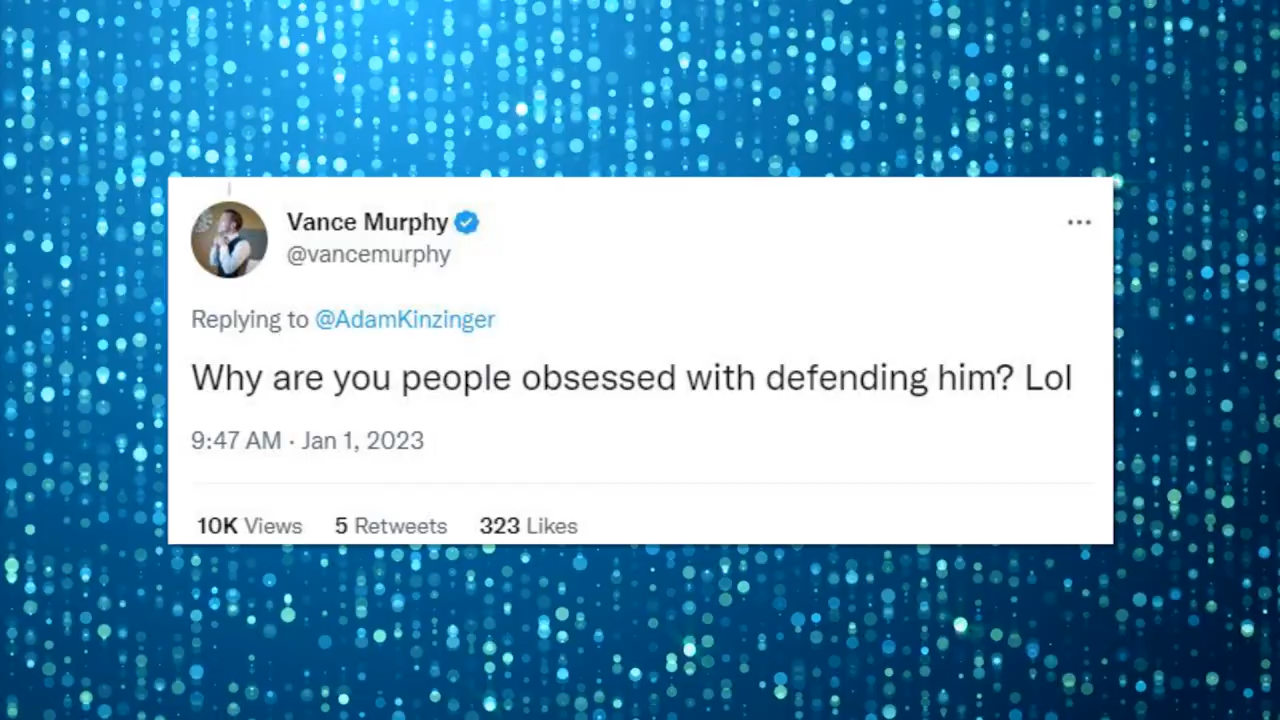 Vance Murphy
@vancemurphy
Replying to @AdamKinzinger
Why are you people obsessed with defending him? Lol
9:47 AM · Jan 1, 2023
10K Views 5 Retweets 323 Likes